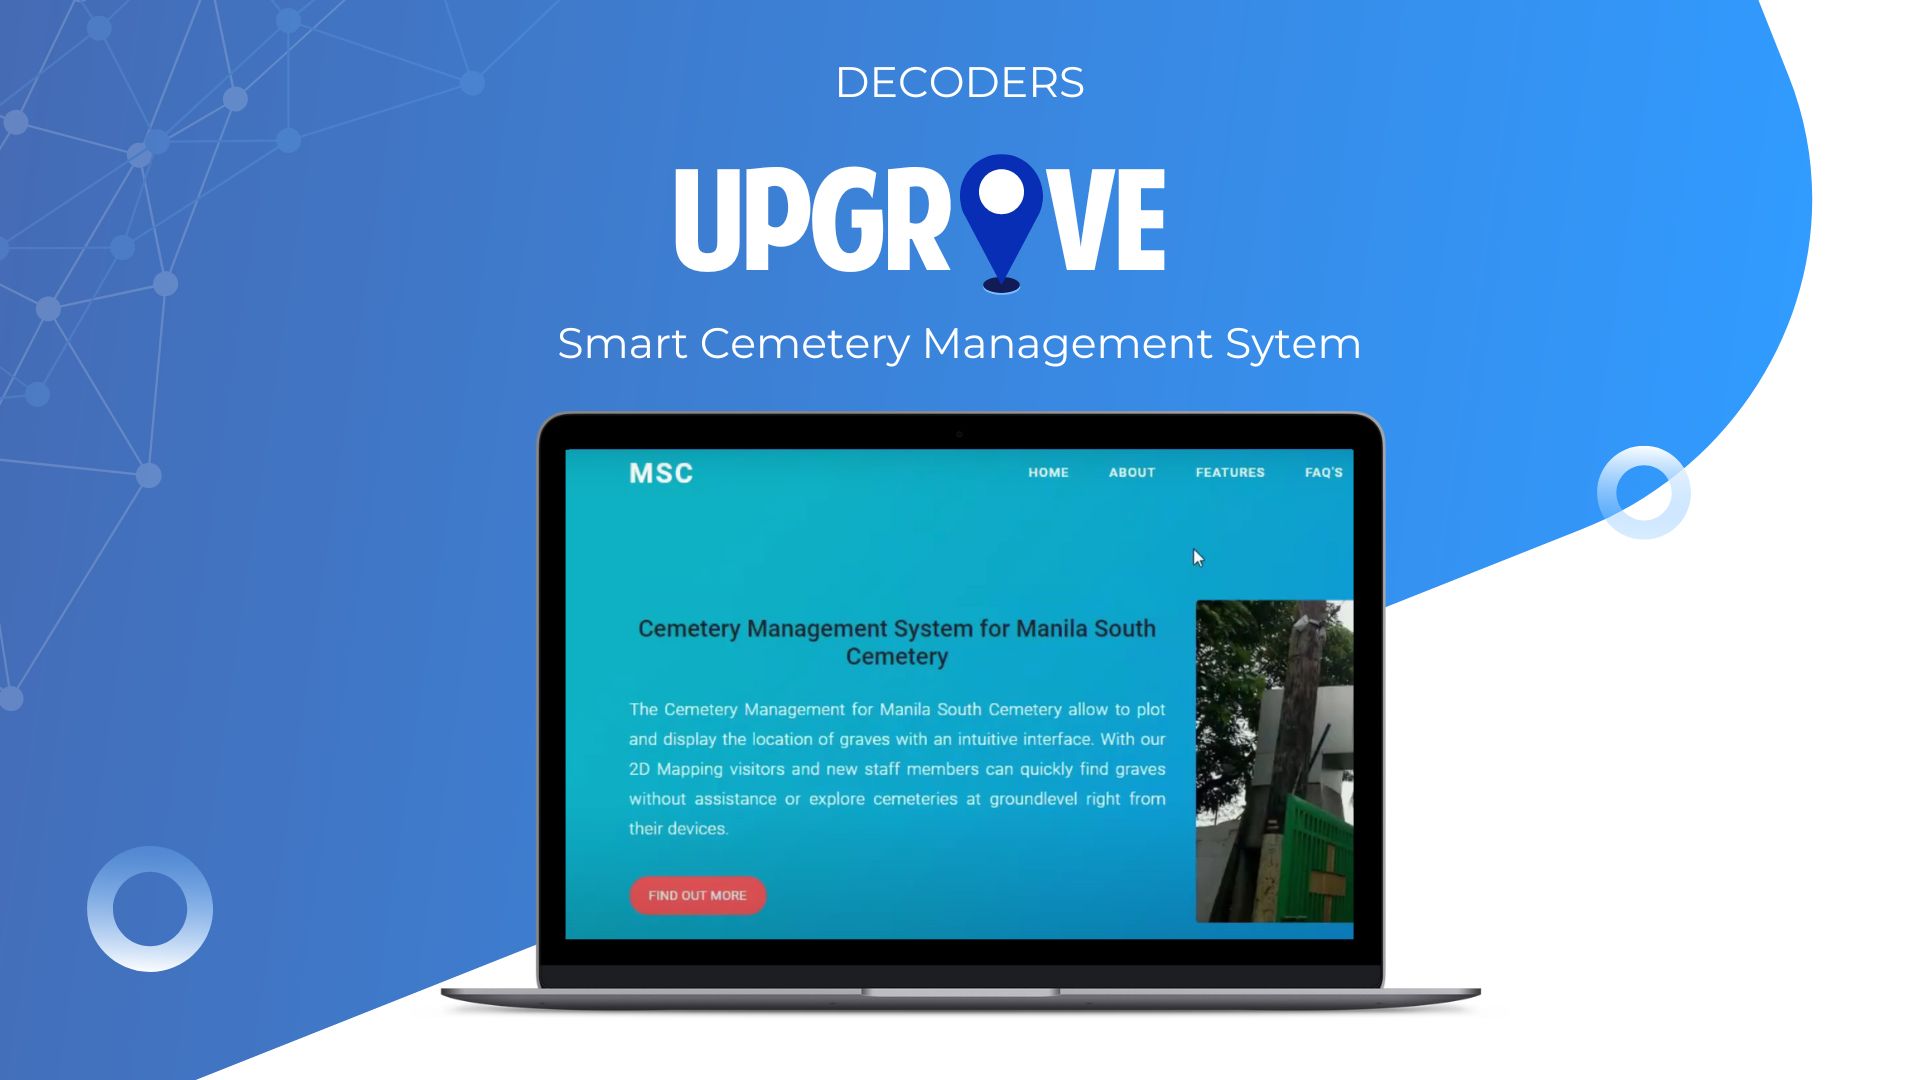 DECODERS
UPGROVE
Smart Cemetery Management Sytem
MSC HOME ABOUT FEATURES FAQ'S
Cemetery Management System for Manila South
Cemetery
The Cemetery Management for Manila South Cemetery allow to plot
and display the location of graves with an intuitive interface. With our
2D Mapping visitors and new staff members can quickly find graves
without assistance or explore cemeteries at groundlevel right from
their devices.
FIND OUT MORE